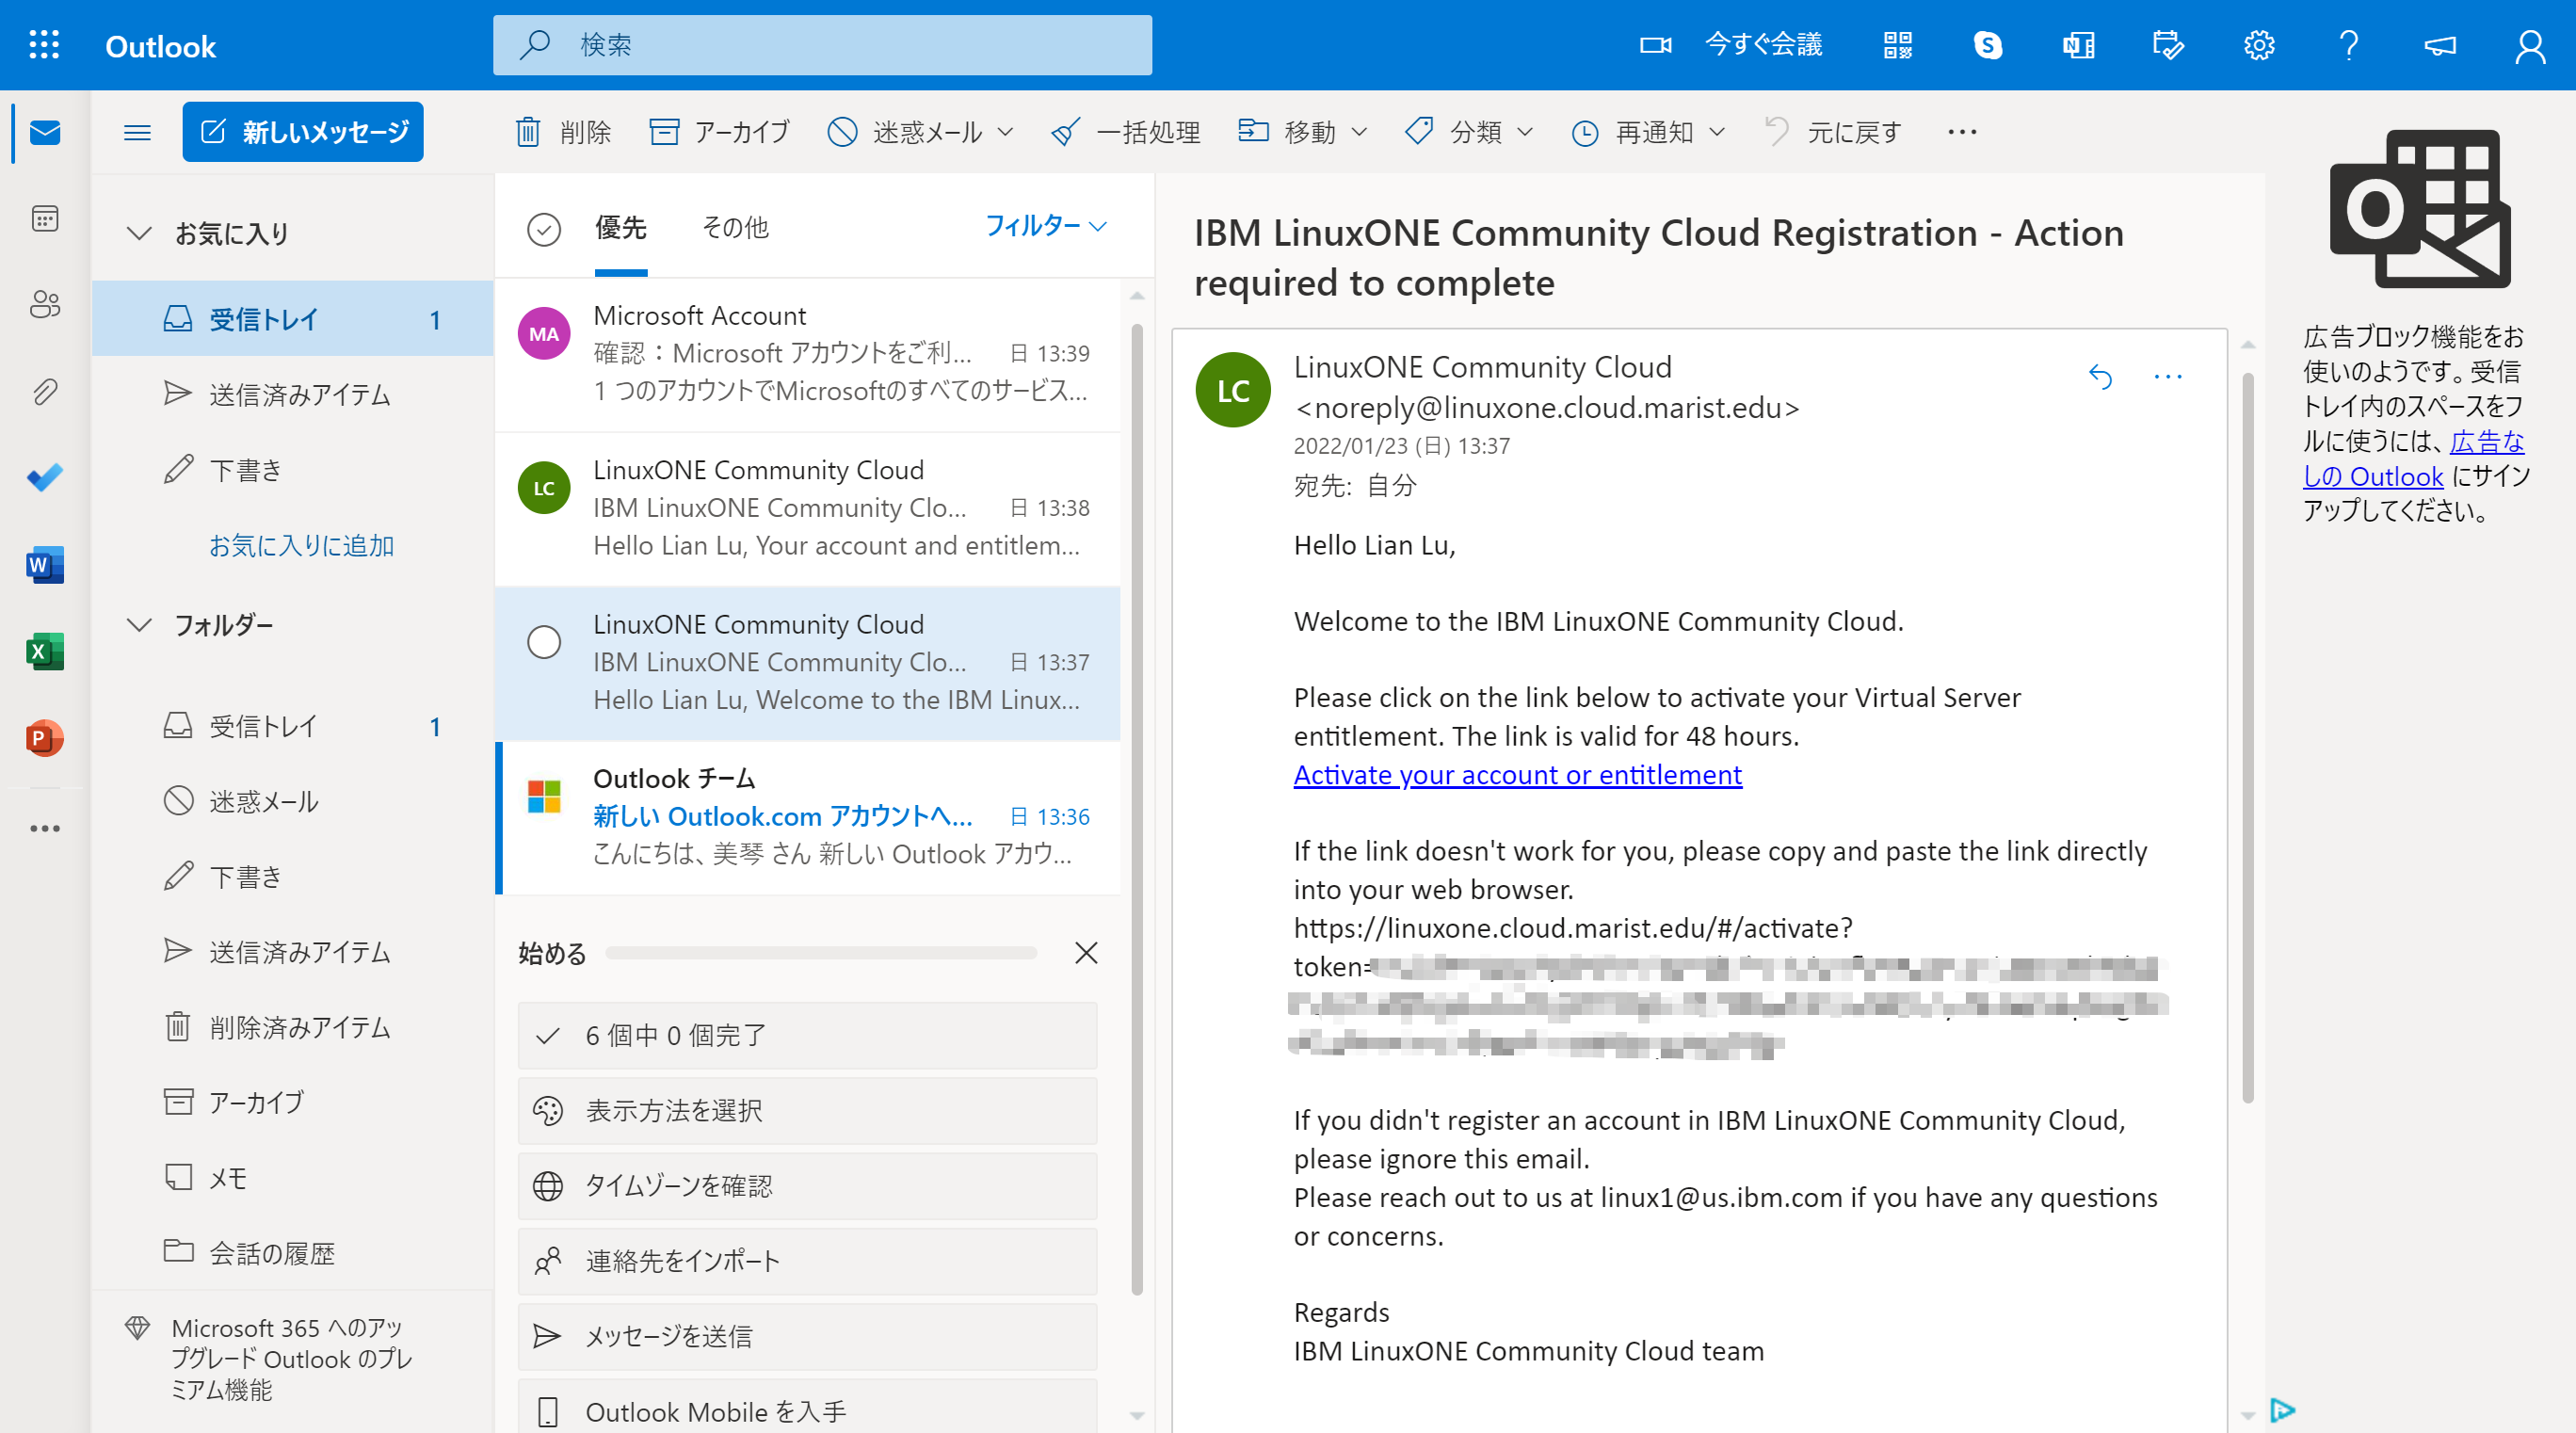 Outlook
検索
今すぐ会議
新しいメッセージ
削除
アーカイブ
迷惑メール
一括処理
移動
分類
再通知
元に戻す
お気に入り
受信トレイ 1
送信済みアイテム
下書き
お気に入りに追加
フォルダー
受信トレイ 1
迷惑メール
下書き
送信済みアイテム
削除済みアイテム
アーカイブ
メモ
会話の履歴
Microsoft 365 へのアッ
プグレード Outlook のプレ
ミアム機能
優先 その他 フィルター
MA
Microsoft Account
確認：Microsoft アカウントをご利... 日 13:39
1 つのアカウントでMicrosoftのすべてのサービス...
LC
LinuxONE Community Cloud
IBM LinuxONE Community Clo... 日 13:38
Hello Lian Lu, Your account and entitlem...
LinuxONE Community Cloud
IBM LinuxONE Community Clo... 日 13:37
Hello Lian Lu, Welcome to the IBM Linux...
Outlook チーム
新しい Outlook.com アカウントへ... 日 13:36
こんにちは、美琴 さん 新しい Outlook アカウ...
始める
6 個中 0 個完了
表示方法を選択
タイムゾーンを確認
連絡先をインポート
メッセージを送信
Outlook Mobile を入手
IBM LinuxONE Community Cloud Registration - Action
required to complete
LC
LinuxONE Community Cloud
<noreply@linuxone.cloud.marist.edu>
2022/01/23 (日) 13:37
宛先: 自分
Hello Lian Lu,
Welcome to the IBM LinuxONE Community Cloud.
Please click on the link below to activate your Virtual Server
entitlement. The link is valid for 48 hours.
Activate your account or entitlement
If the link doesn't work for you, please copy and paste the link directly
into your web browser.
https://linuxone.cloud.marist.edu/#/activate?
token=
If you didn't register an account in IBM LinuxONE Community Cloud,
please ignore this email.
Please reach out to us at linux1@us.ibm.com if you have any questions
or concerns.
Regards
IBM LinuxONE Community Cloud team
広告ブロック機能をお
使いのようです。受信
トレイ内のスペースをフ
ルに使うには、広告な
しの Outlook にサイン
アップしてください。